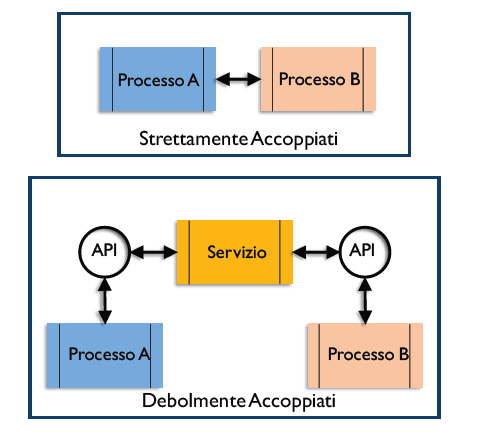 Processo A
Processo B
Strettamente Accoppiati
API
Servizio
API
Processo A
Processo B
Debolmente Accoppiati